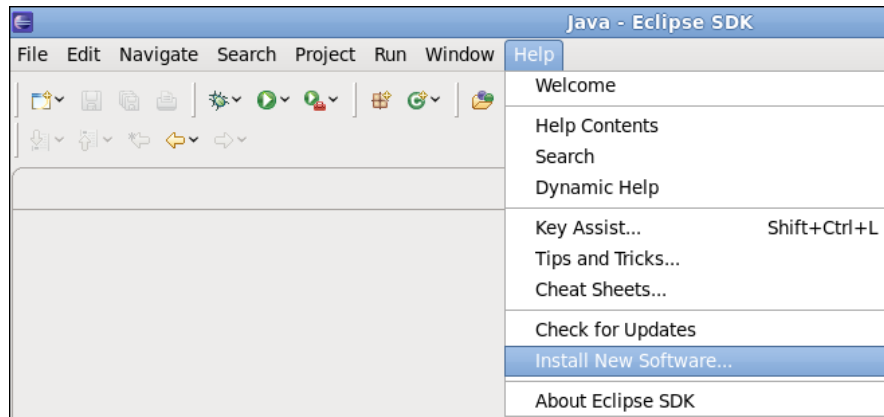 Java - Eclipse SDK
File Edit Navigate Search Project Run Window Help
Welcome
Help Contents
Search
Dynamic Help
Key Assist... Shift+Ctrl+L
Tips and Tricks...
Cheat Sheets...
Check for Updates
Install New Software...
About Eclipse SDK